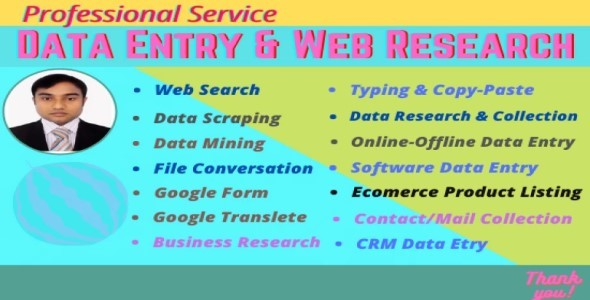 Professional Service
Data Entry & Web Research
• Web Search
• Data Scraping
• Data Mining
• File Conversation
• Google Form
• Google Translete
• Business Research
• Typing & Copy-Paste
• Data Research & Collection
• Online-Offline Data Entry
• Software Data Entry
• Ecomerce Product Listing
• Contact/Mail Collection
• CRM Data Etry
Thank
you!